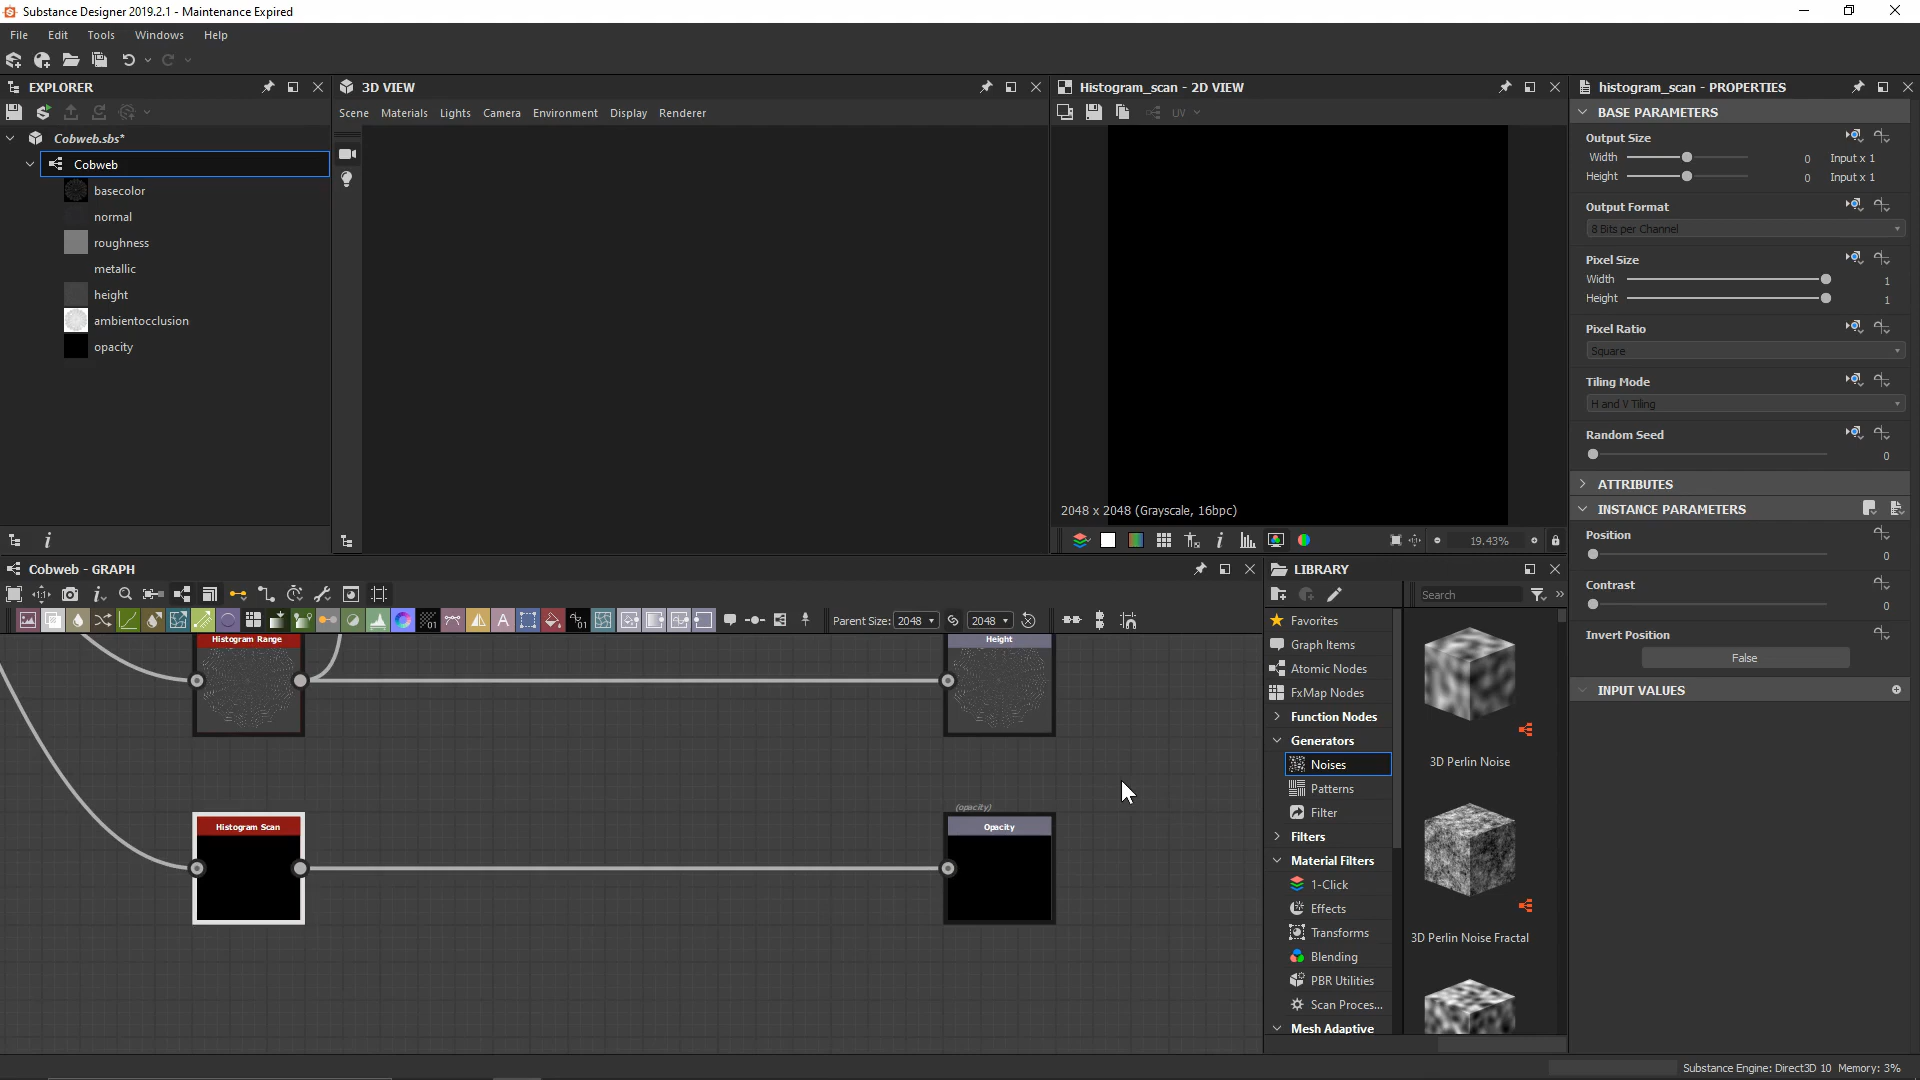 Substance Designer 2019.2.1 - Maintenance Expired
File Edit Tools Windows Help
EXPLORER
Cobweb.sbs*
Cobweb
basecolor
normal
roughness
metallic
height
ambientocclusion
opacity
3D VIEW
Scene Materials Lights Camera Environment Display Renderer
Histogram_scan - 2D VIEW
UV
2048 x 2048 (Grayscale, 16bpc)
19.43%
histogram_scan - PROPERTIES
BASE PARAMETERS
Output Size
Width 0 Input x 1
Height 0 Input x 1
Output Format
8 Bits per Channel
Pixel Size
Width 1
Height 1
Pixel Ratio
Square
Tiling Mode
H and V Tiling
Random Seed
0
ATTRIBUTES
INSTANCE PARAMETERS
Position
0
Contrast
0
Invert Position
False
INPUT VALUES
Cobweb - GRAPH
Parent Size: 2048 2048
Histogram Range
Height
Histogram Scan
(opacity)
Opacity
LIBRARY
Search
Favorites
Graph Items
Atomic Nodes
FxMap Nodes
Function Nodes
Generators
Noises
Patterns
Filter
Filters
Material Filters
1-Click
Effects
Transforms
Blending
PBR Utilities
Scan Proces...
Mesh Adaptive
3D Perlin Noise
3D Perlin Noise Fractal
Substance Engine: Direct3D 10 Memory: 3%